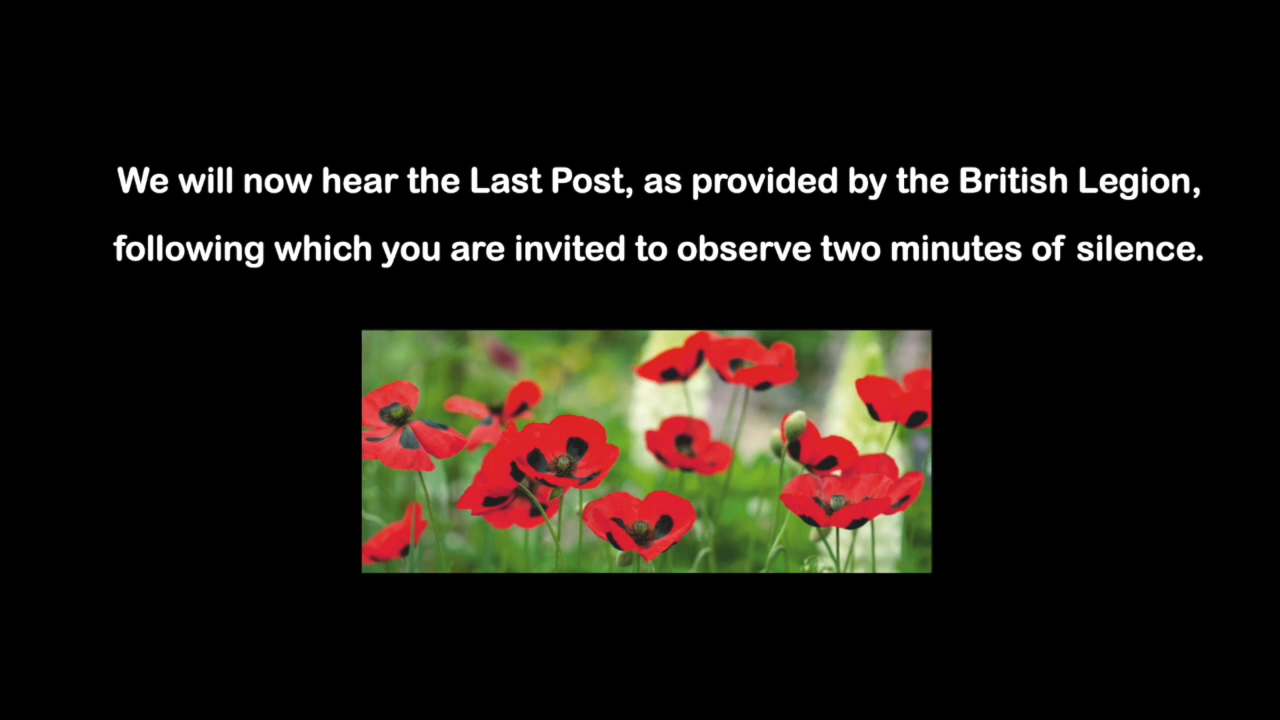 We will now hear the Last Post, as provided by the British Legion,
following which you are invited to observe two minutes of silence.